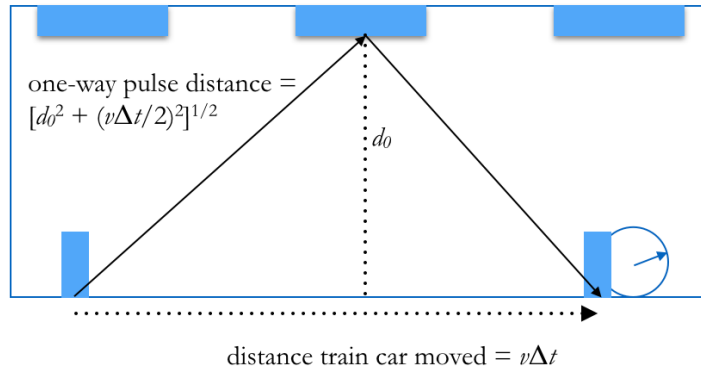 one-way pulse distance =
[d₀² + (vΔt/2)²]¹/²
d₀
distance train car moved = vΔt